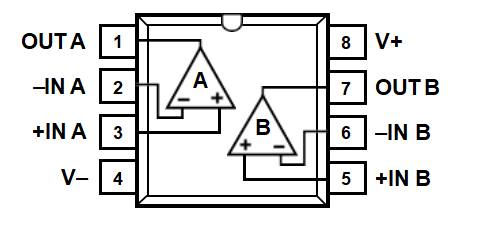 OUT A 1 8 V+
–IN A 2 A 7 OUT B
– +
+IN A 3 B 6 –IN B
+ –
V– 4 5 +IN B